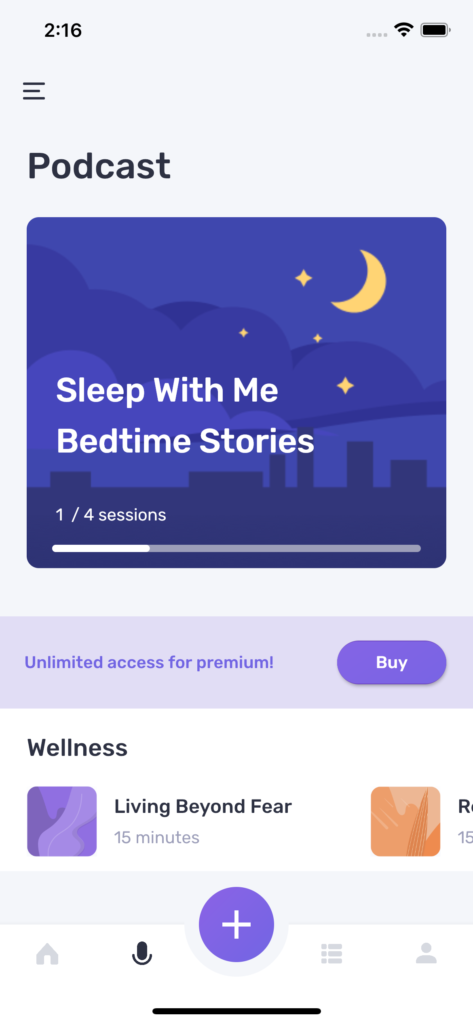 2:16
Podcast
Sleep With Me
Bedtime Stories
1 / 4 sessions
Unlimited access for premium!
Buy
Wellness
Living Beyond Fear
15 minutes
15